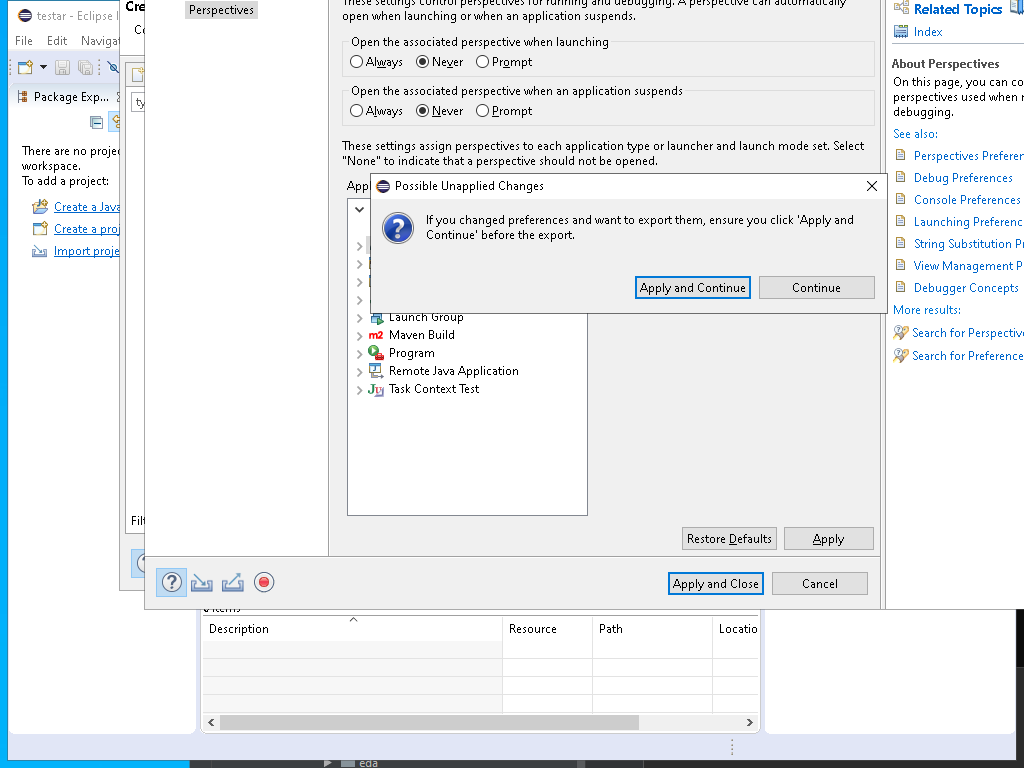 testar - Eclipse I
File Edit Navigat
Package Exp...
There are no proje
workspace.
To add a project:
Create a Java
Create a proj
Import proje
Cre
ty
Filt
Perspectives
These settings control perspectives for running and debugging. A perspective can automatically
open when launching or when an application suspends.
Open the associated perspective when launching
Always Never Prompt
Open the associated perspective when an application suspends
Always Never Prompt
These settings assign perspectives to each application type or launcher and launch mode set. Select
"None" to indicate that a perspective should not be opened.
Appl
Possible Unapplied Changes
If you changed preferences and want to export them, ensure you click 'Apply and
Continue' before the export.
Apply and Continue Continue
Launch Group
m2 Maven Build
Program
Remote Java Application
Task Context Test
Restore Defaults Apply
Apply and Close Cancel
Related Topics
Index
About Perspectives
On this page, you can co
perspectives used when r
debugging.
See also:
Perspectives Preferer
Debug Preferences
Console Preferences
Launching Preferenc
String Substitution Pr
View Management P
Debugger Concepts
More results:
Search for Perspective
Search for Preference
items
Description Resource Path Locatio
eda